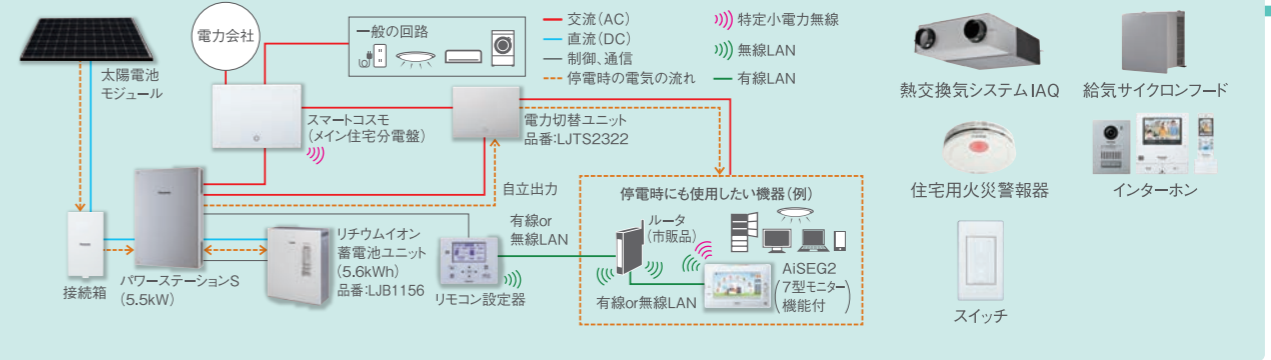 電力会社
一般の回路
交流（AC）
直流（DC）
制御、通信
停電時の電気の流れ
特定小電力無線
無線LAN
有線LAN
太陽電池
モジュール
スマートコスモ
（メイン住宅分電盤）
電力切替ユニット
品番：LJTS2322
自立出力
停電時にも使用したい機器（例）
ルータ
（市販品）
有線or
無線LAN
リチウムイオン
蓄電池ユニット
（5.6kWh）
品番：LJB1156
接続箱
パワーステーションS
（5.5kW）
リモコン設定器
有線or無線LAN
AiSEG2
（7型モニター
機能付）
熱交換気システムIAQ
給気サイクロンフード
住宅用火災警報器
インターホン
スイッチ